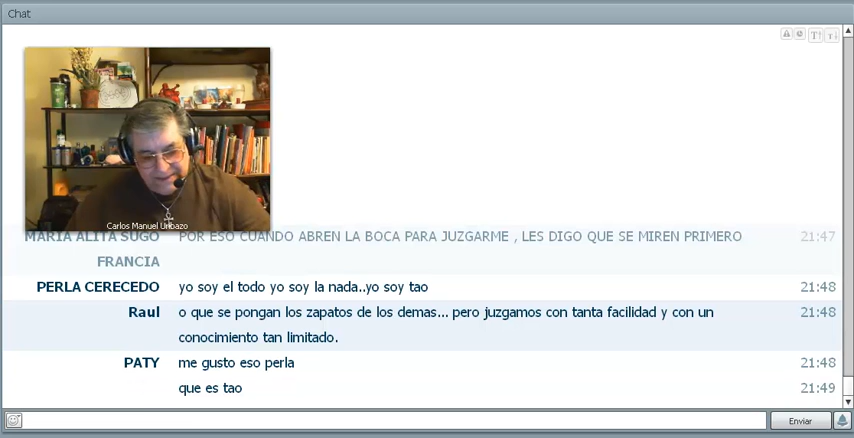 Chat
Carlos Manuel Uribazo
MARIA ALITA SUGO POR ESO CUANDO ABREN LA BOCA PARA JUZGARME , LES DIGO QUE SE MIREN PRIMERO 21:47
FRANCIA
PERLA CERECEDO yo soy el todo yo soy la nada..yo soy tao 21:48
Raul o que se pongan los zapatos de los demas... pero juzgamos con tanta facilidad y con un 21:48
conocimiento tan limitado.
PATY me gusto eso perla 21:48
que es tao 21:49
Enviar